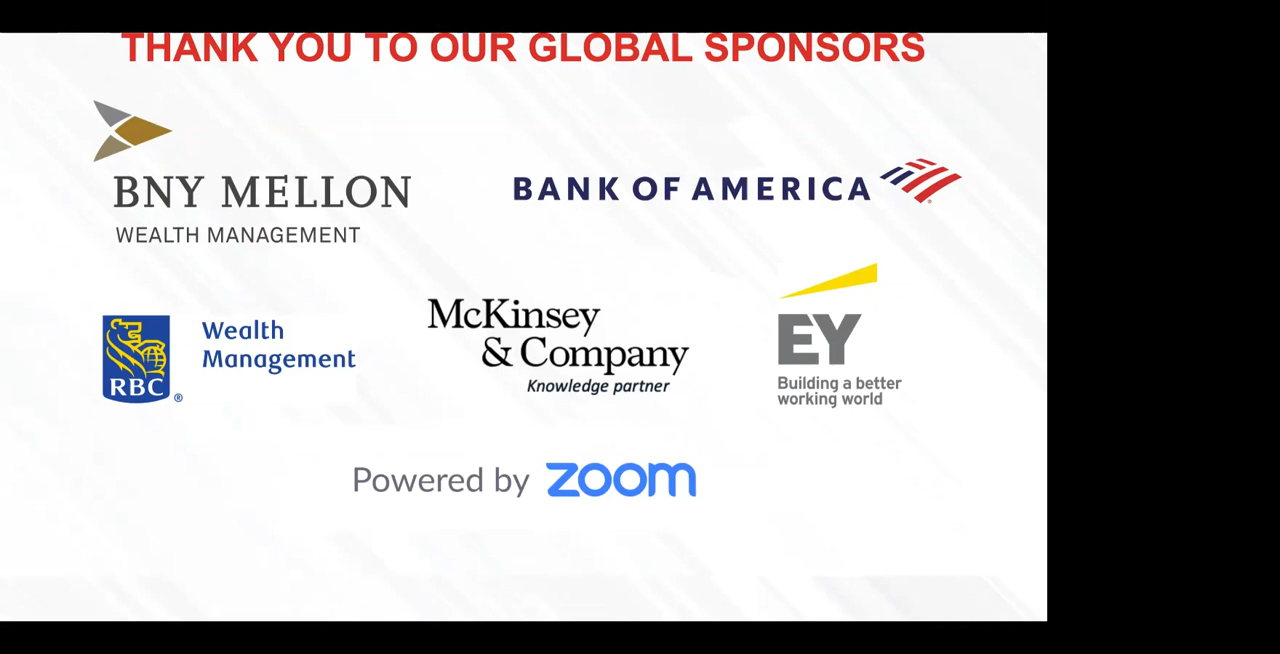 THANK YOU TO OUR GLOBAL SPONSORS
BNY MELLON
WEALTH MANAGEMENT
BANK OF AMERICA
RBC
®
Wealth
Management
McKinsey
& Company
Knowledge partner
EY
Building a better
working world
Powered by zoom